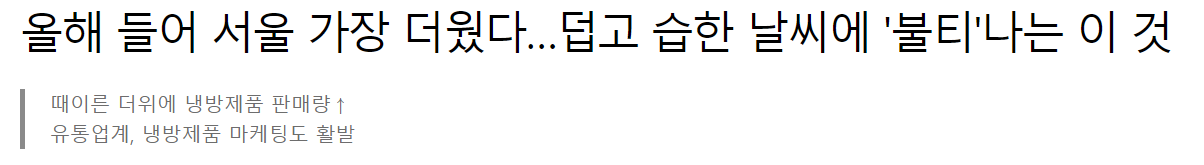 올해 들어 서울 가장 더웠다…덥고 습한 날씨에 '불티'나는 이 것
때이른 더위에 냉방제품 판매량↑
유통업계, 냉방제품 마케팅도 활발